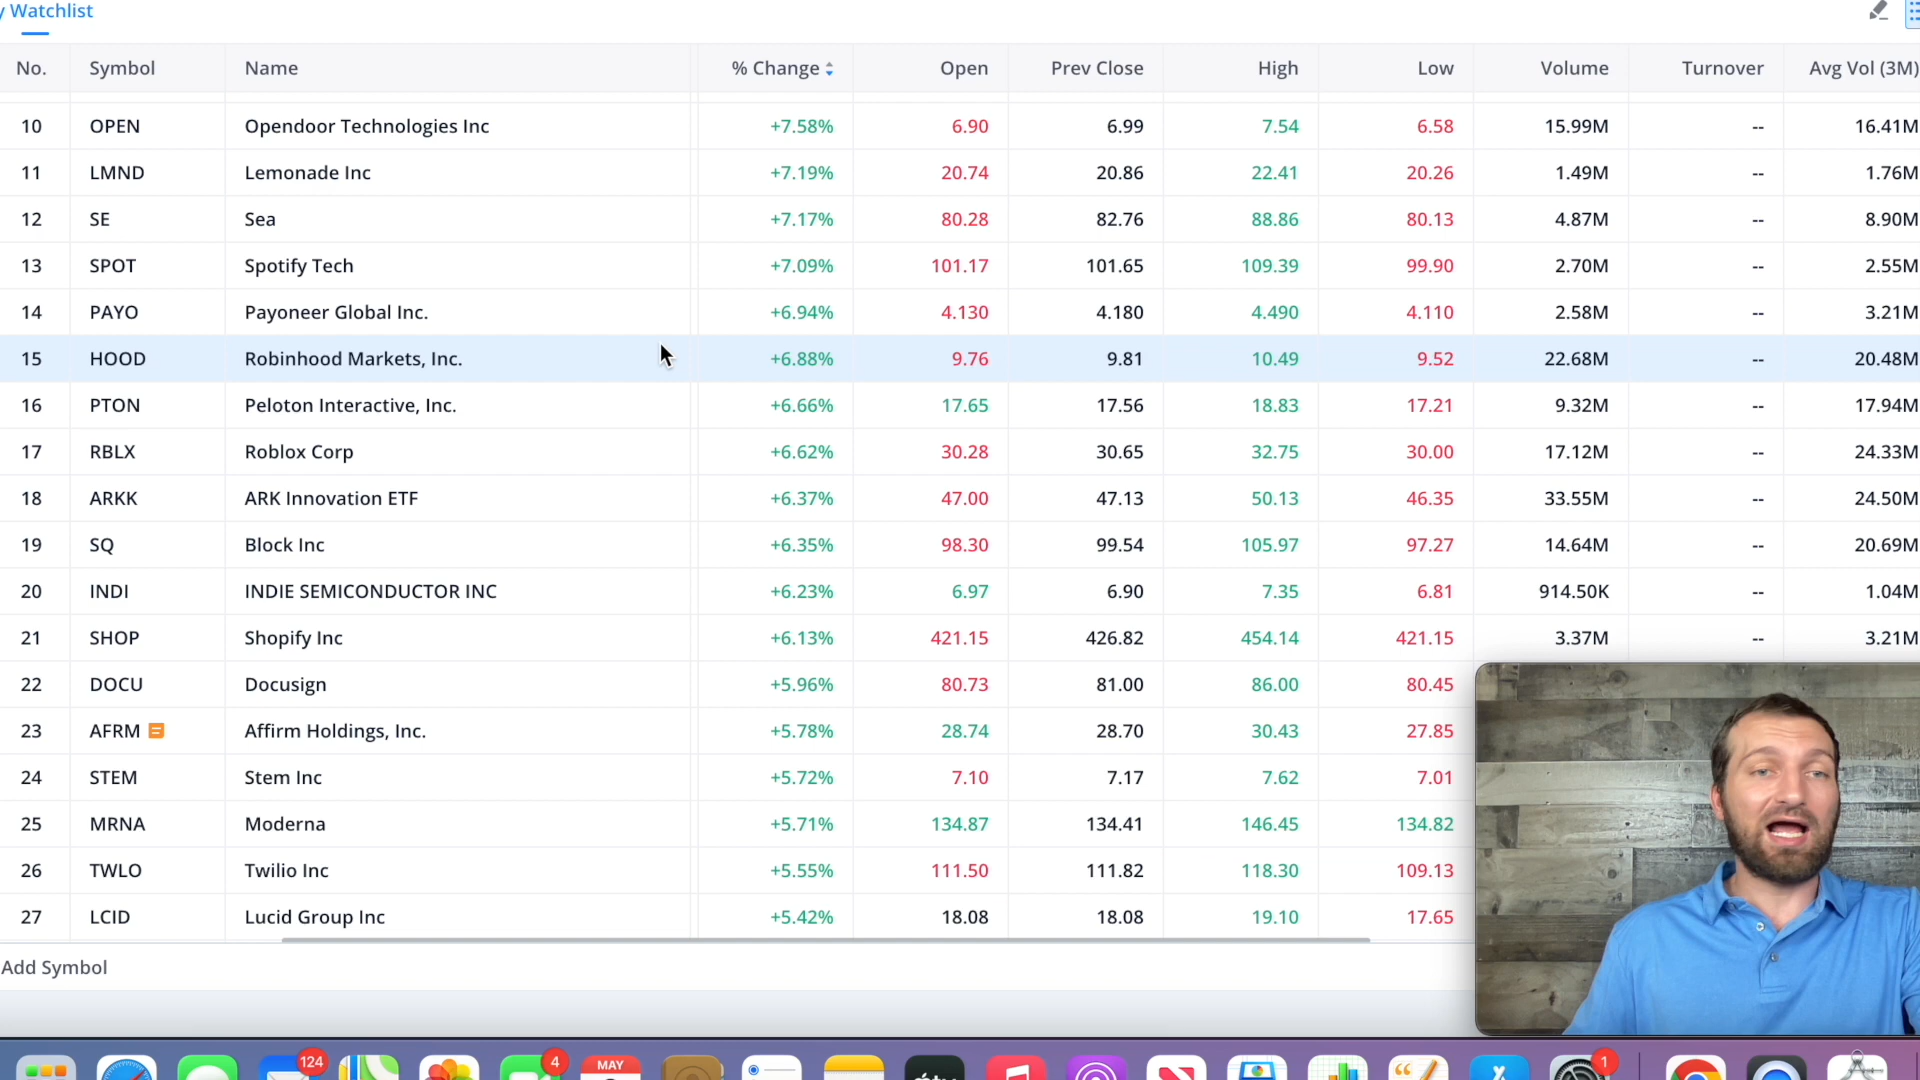 y Watchlist
No. Symbol Name % Change Open Prev Close High Low Volume Turnover Avg Vol (3M)
10 OPEN Opendoor Technologies Inc +7.58% 6.90 6.99 7.54 6.58 15.99M -- 16.41M
11 LMND Lemonade Inc +7.19% 20.74 20.86 22.41 20.26 1.49M -- 1.76M
12 SE Sea +7.17% 80.28 82.76 88.86 80.13 4.87M -- 8.90M
13 SPOT Spotify Tech +7.09% 101.17 101.65 109.39 99.90 2.70M -- 2.55M
14 PAYO Payoneer Global Inc. +6.94% 4.130 4.180 4.490 4.110 2.58M -- 3.21M
15 HOOD Robinhood Markets, Inc. +6.88% 9.76 9.81 10.49 9.52 22.68M -- 20.48M
16 PTON Peloton Interactive, Inc. +6.66% 17.65 17.56 18.83 17.21 9.32M -- 17.94M
17 RBLX Roblox Corp +6.62% 30.28 30.65 32.75 30.00 17.12M -- 24.33M
18 ARKK ARK Innovation ETF +6.37% 47.00 47.13 50.13 46.35 33.55M -- 24.50M
19 SQ Block Inc +6.35% 98.30 99.54 105.97 97.27 14.64M -- 20.69M
20 INDI INDIE SEMICONDUCTOR INC +6.23% 6.97 6.90 7.35 6.81 914.50K -- 1.04M
21 SHOP Shopify Inc +6.13% 421.15 426.82 454.14 421.15 3.37M -- 3.21M
22 DOCU Docusign +5.96% 80.73 81.00 86.00 80.45
23 AFRM Affirm Holdings, Inc. +5.78% 28.74 28.70 30.43 27.85
24 STEM Stem Inc +5.72% 7.10 7.17 7.62 7.01
25 MRNA Moderna +5.71% 134.87 134.41 146.45 134.82
26 TWLO Twilio Inc +5.55% 111.50 111.82 118.30 109.13
27 LCID Lucid Group Inc +5.42% 18.08 18.08 19.10 17.65
Add Symbol
124 4 MAY 1